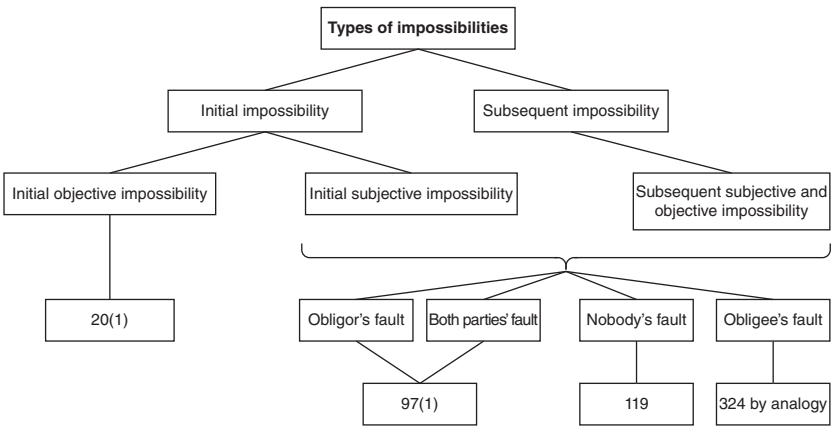 Types of impossibilities
Initial impossibility
Subsequent impossibility
Initial objective impossibility
Initial subjective impossibility
Subsequent subjective and
objective impossibility
20(1)
Obligor's fault
Both parties' fault
Nobody's fault
Obligee's fault
97(1)
119
324 by analogy